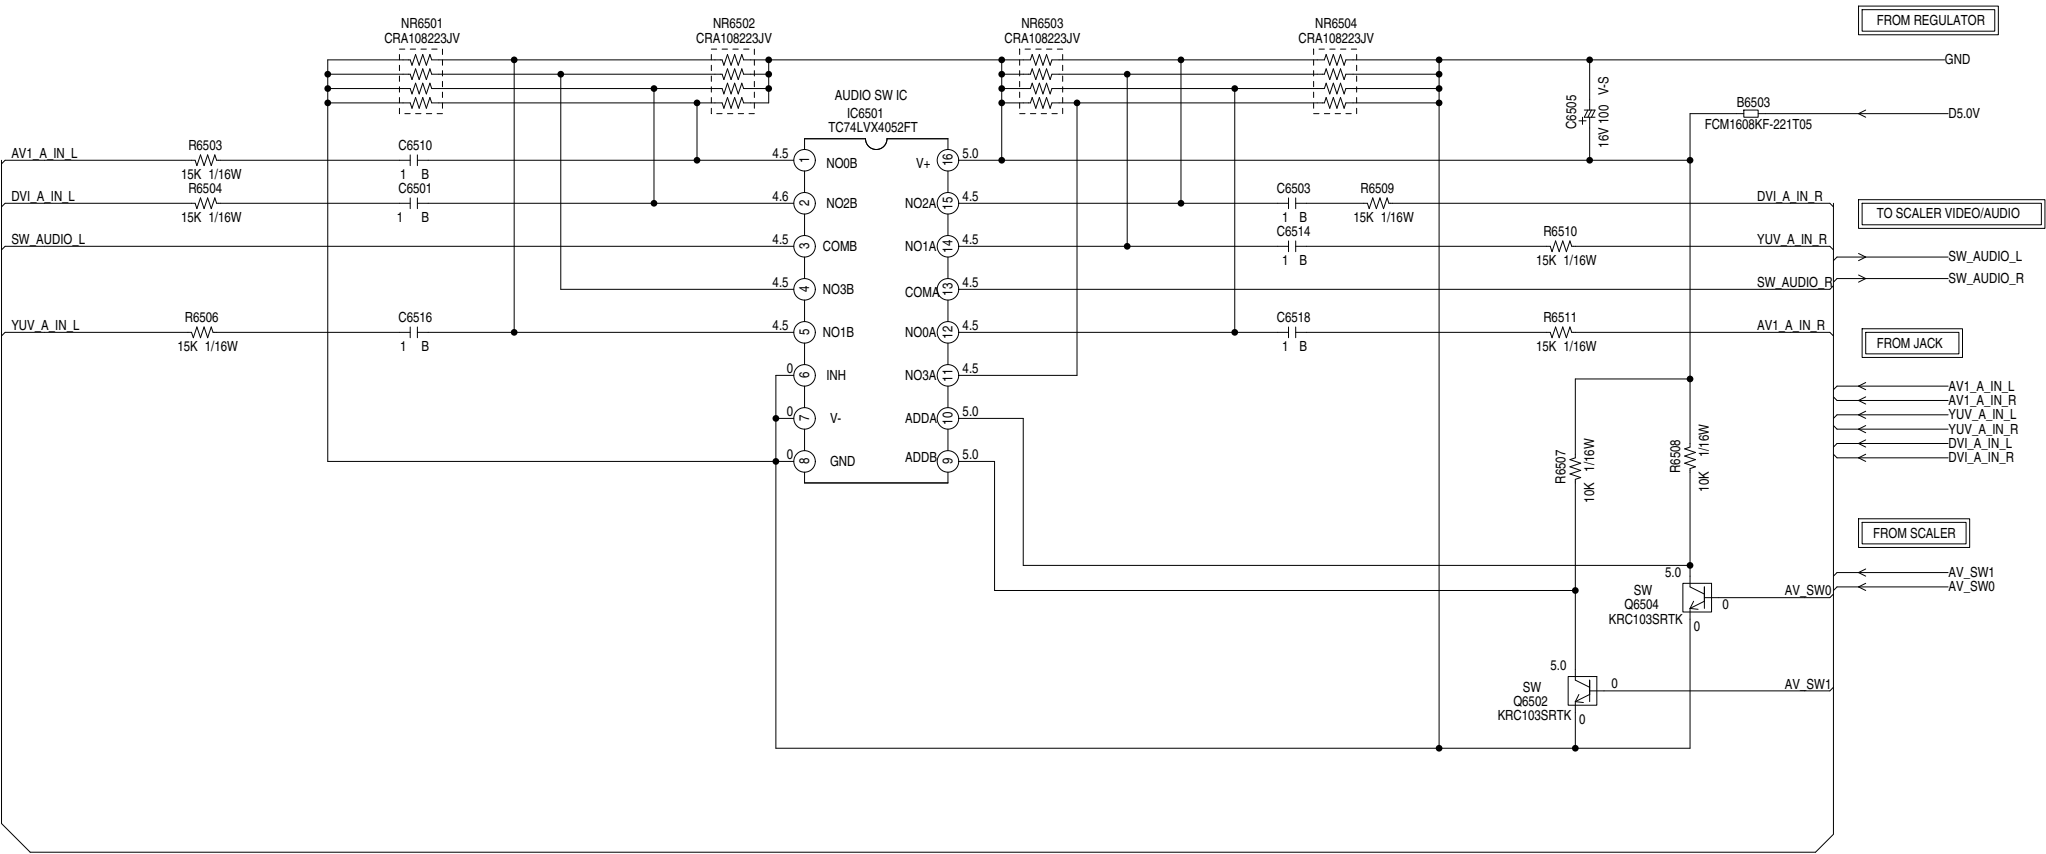 NR6501
CRA108223JV
NR6502
CRA108223JV
NR6503
CRA108223JV
NR6504
CRA108223JV
FROM REGULATOR
GND
C6505
16V 100 V-S
+
B6503
FCM1608KF-221T05
D5.0V
AUDIO SW IC
IC6501
TC74LVX4052FT
AV1_A_IN_L
R6503
15K 1/16W
C6510
1 B
4.5
1
NO0B
V+
16
5.0
DVI_A_IN_L
R6504
15K 1/16W
C6501
1 B
4.6
2
NO2B
NO2A
15
4.5
C6503
1 B
R6509
15K 1/16W
DVI_A_IN_R
TO SCALER VIDEO/AUDIO
SW_AUDIO_L
4.5
3
COMB
NO1A
14
4.5
C6514
1 B
R6510
15K 1/16W
YUV_A_IN_R
SW_AUDIO_L
SW_AUDIO_R
4.5
4
NO3B
COMA
13
4.5
SW_AUDIO_R
YUV_A_IN_L
R6506
15K 1/16W
C6516
1 B
4.5
5
NO1B
NO0A
12
4.5
C6518
1 B
R6511
15K 1/16W
AV1_A_IN_R
FROM JACK
0
6
INH
NO3A
11
4.5
AV1_A_IN_L
AV1_A_IN_R
YUV_A_IN_L
YUV_A_IN_R
DVI_A_IN_L
DVI_A_IN_R
0
7
V-
ADDA
10
5.0
0
8
GND
ADDB
9
5.0
R6507
10K 1/16W
R6508
10K 1/16W
FROM SCALER
AV_SW1
AV_SW0
5.0
SW
Q6504
KRC103SRTK
0
0
AV_SW0
5.0
SW
Q6502
KRC103SRTK
0
0
AV_SW1